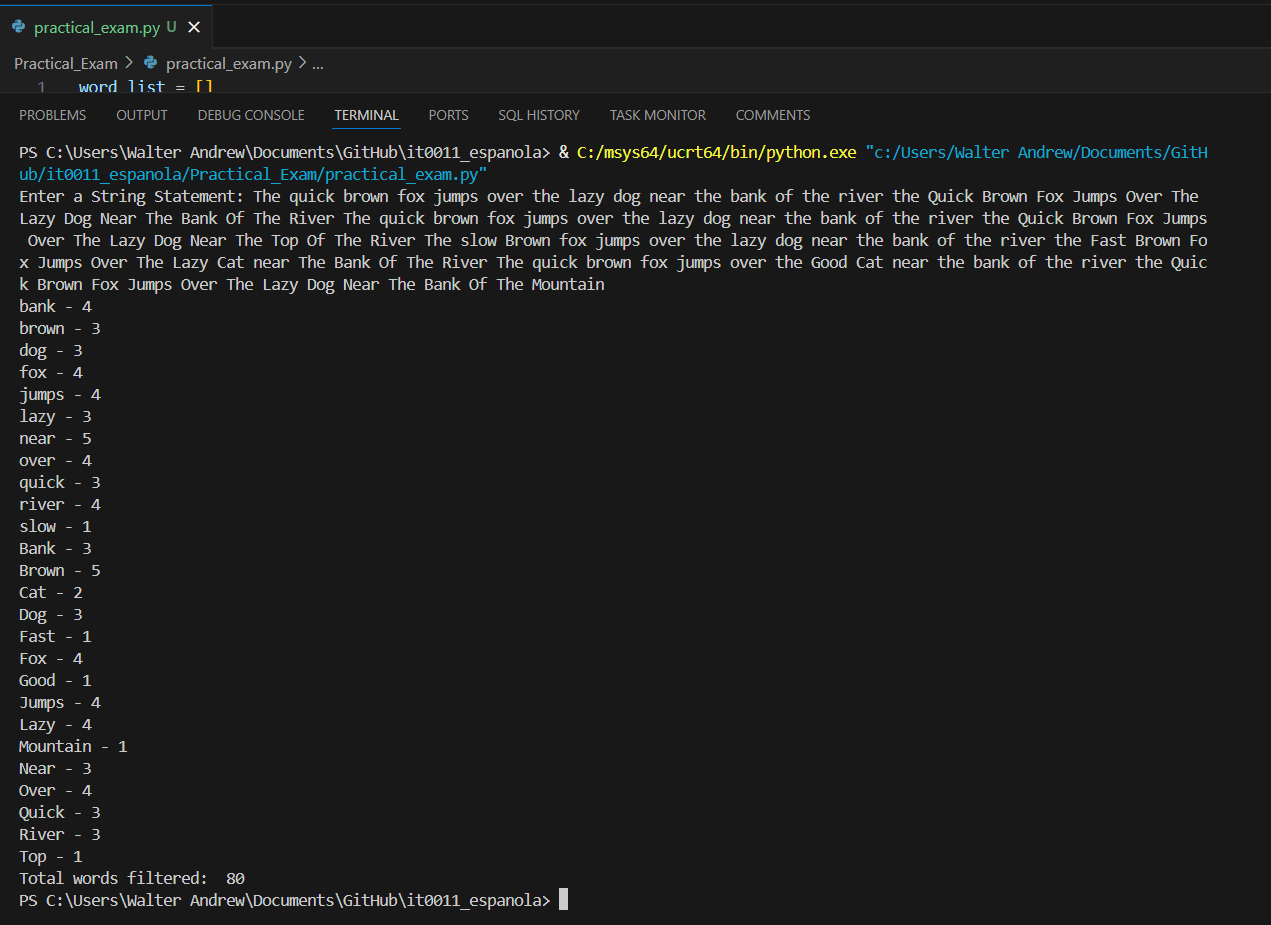 practical_exam.py U ×
Practical_Exam > practical_exam.py > ...
1 word_list = []
PROBLEMS OUTPUT DEBUG CONSOLE TERMINAL PORTS SQL HISTORY TASK MONITOR COMMENTS
PS C:\Users\Walter Andrew\Documents\GitHub\it0011_espanola> & C:/msys64/ucrt64/bin/python.exe "c:/Users/Walter Andrew/Documents/GitH
ub/it0011_espanola/Practical_Exam/practical_exam.py"
Enter a String Statement: The quick brown fox jumps over the lazy dog near the bank of the river the Quick Brown Fox Jumps Over The
Lazy Dog Near The Bank Of The River The quick brown fox jumps over the lazy dog near the bank of the river the Quick Brown Fox Jumps
 Over The Lazy Dog Near The Top Of The River The slow Brown fox jumps over the lazy dog near the bank of the river the Fast Brown Fo
x Jumps Over The Lazy Cat near The Bank Of The River The quick brown fox jumps over the Good Cat near the bank of the river the Quic
k Brown Fox Jumps Over The Lazy Dog Near The Bank Of The Mountain
bank - 4
brown - 3
dog - 3
fox - 4
jumps - 4
lazy - 3
near - 5
over - 4
quick - 3
river - 4
slow - 1
Bank - 3
Brown - 5
Cat - 2
Dog - 3
Fast - 1
Fox - 4
Good - 1
Jumps - 4
Lazy - 4
Mountain - 1
Near - 3
Over - 4
Quick - 3
River - 3
Top - 1
Total words filtered:  80
PS C:\Users\Walter Andrew\Documents\GitHub\it0011_espanola>